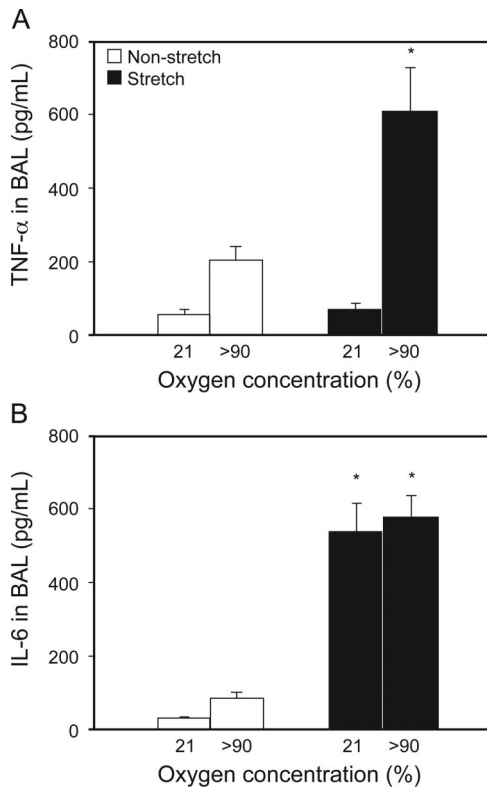 A
800
600
400
200
0
TNF-α in BAL (pg/mL)
Non-stretch
Stretch
*
21 >90 21 >90
Oxygen concentration (%)
B
800
600
400
200
0
IL-6 in BAL (pg/mL)
* *
21 >90 21 >90
Oxygen concentration (%)